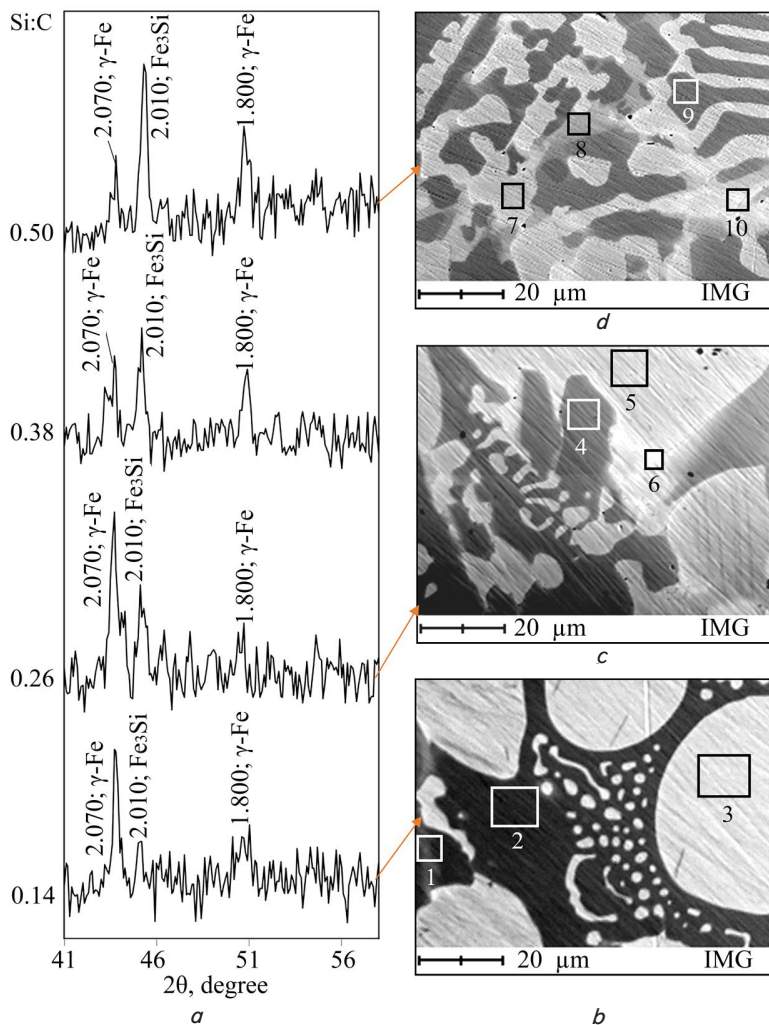 Si:C
2.070; γ-Fe
2.010; Fe₃Si
1.800; γ-Fe
0.50
2.070; γ-Fe
2.010; Fe₃Si
1.800; γ-Fe
0.38
2.070; γ-Fe
2.010; Fe₃Si
1.800; γ-Fe
0.26
2.070; γ-Fe
2.010; Fe₃Si
1.800; γ-Fe
0.14
41 46 51 56
2θ, degree
a
9
8
7
10
20 µm IMG
d
5
4
6
20 µm IMG
c
3
2
1
20 µm IMG
b